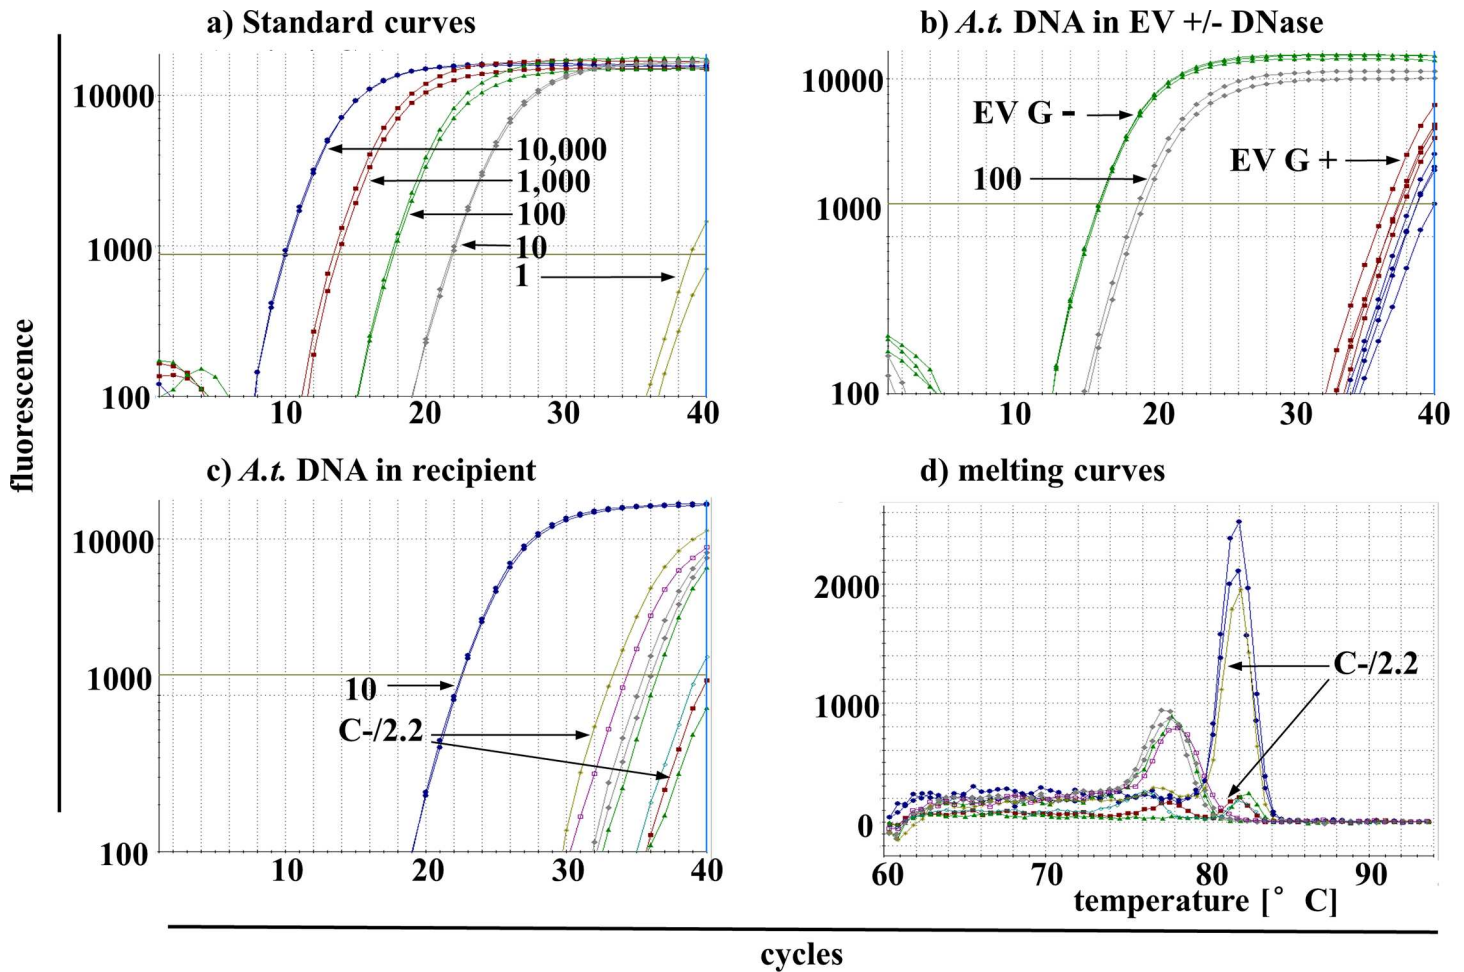 a) Standard curves
10000
1000
100
10,000
1,000
100
10
1
10 20 30 40
b) A.t. DNA in EV +/- DNase
10000
1000
100
EV G -
100
EV G +
10 20 30 40
fluorescence
c) A.t. DNA in recipient
10000
1000
100
10
C-/2.2
10 20 30 40
d) melting curves
2000
1000
0
C-/2.2
60 70 80 90
temperature [° C]
cycles